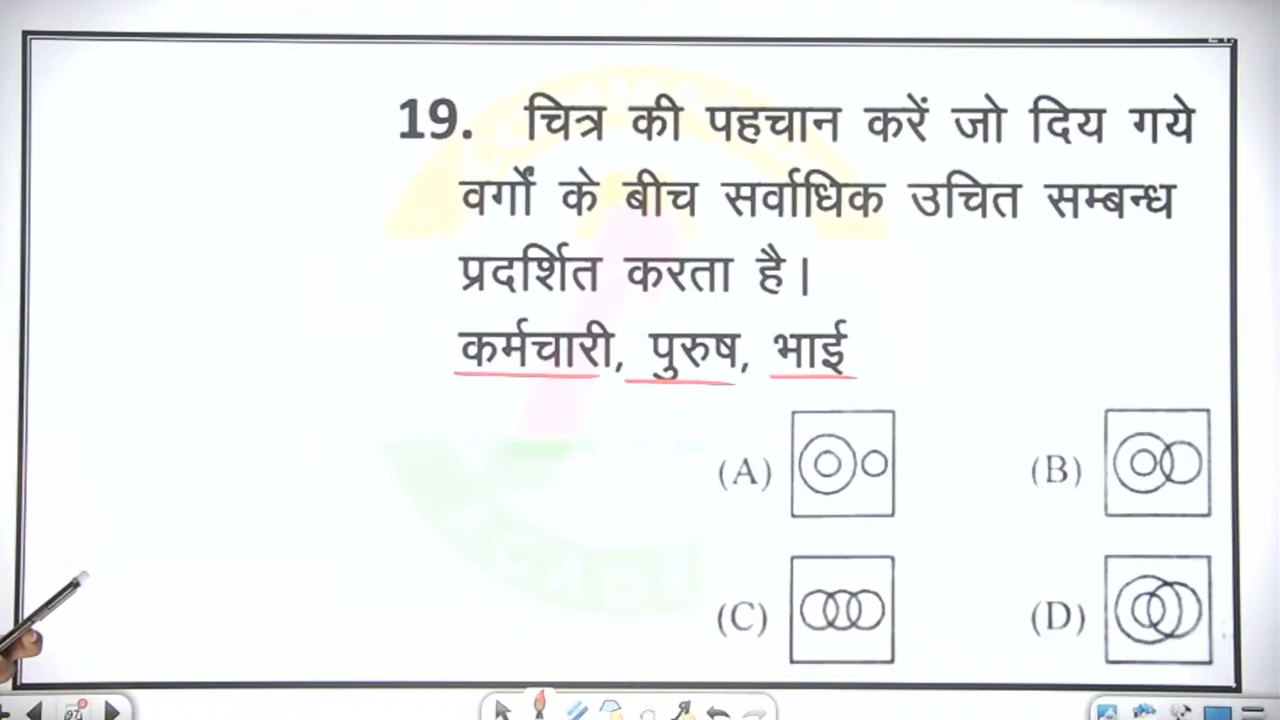 19. चित्र की पहचान करें जो दिय गये
वर्गों के बीच सर्वाधिक उचित सम्बन्ध
प्रदर्शित करता है।
कर्मचारी, पुरुष, भाई
(A) (B)
(C) (D)